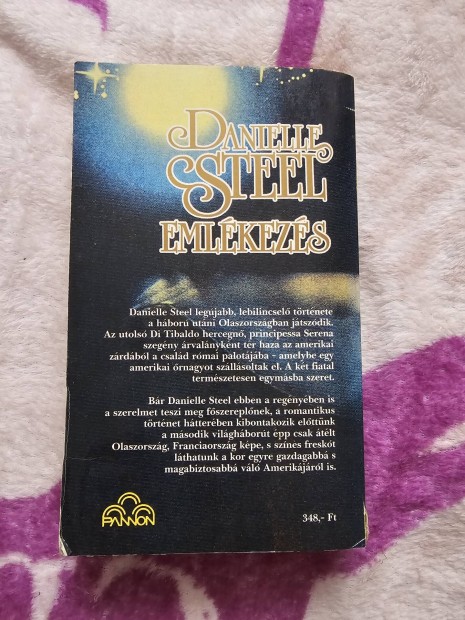 DANIELLE
STEEL
EMLÉKEZÉS
Danielle Steel legújabb, lebilincselő története
a háború utáni Olaszországban játszódik.
Az utolsó Di Tibaldo hercegnő, principessa Serena
szegény árvalányként tér haza az amerikai
zárdából a család római palotájába - amelybe egy
amerikai őrnagyot szállásoltak el. A két fiatal
természetesen egymásba szeret.
Bár Danielle Steel ebben a regényében is
a szerelmet teszi meg főszereplőnek, a romantikus
történet hátterében kibontakozik előttünk
a második világháborút épp csak átélt
Olaszország, Franciaország képe, s színes freskót
láthatunk a kor egyre gazdagabbá s
magabiztosabbá váló Amerikájáról is.
PANNON
348,- Ft